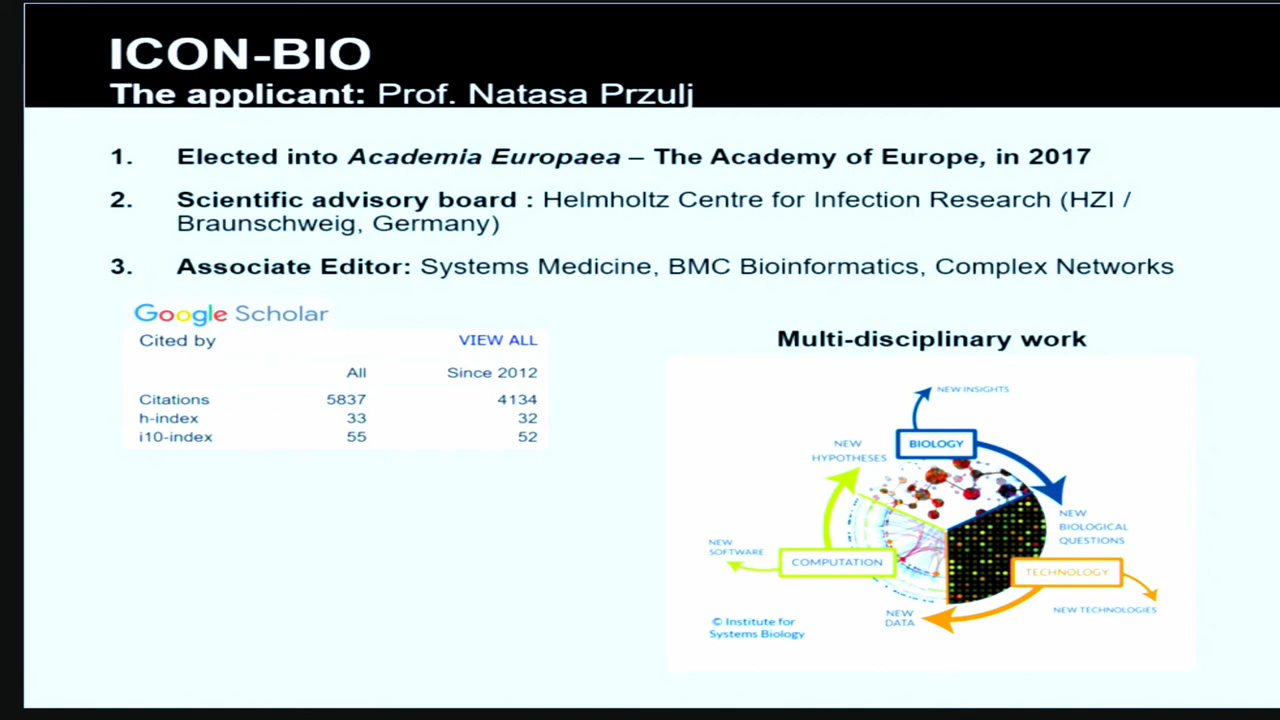 ICON-BIO
The applicant: Prof. Natasa Przulj
1. Elected into Academia Europaea – The Academy of Europe, in 2017
2. Scientific advisory board : Helmholtz Centre for Infection Research (HZI /
Braunschweig, Germany)
3. Associate Editor: Systems Medicine, BMC Bioinformatics, Complex Networks
Google Scholar
Cited by VIEW ALL
All Since 2012
Citations 5837 4134
h-index 33 32
i10-index 55 52
Multi-disciplinary work
NEW INSIGHTS
BIOLOGY
NEW
HYPOTHESES
NEW
BIOLOGICAL
QUESTIONS
NEW
SOFTWARE
COMPUTATION
TECHNOLOGY
NEW TECHNOLOGIES
NEW
DATA
© Institute for
Systems Biology